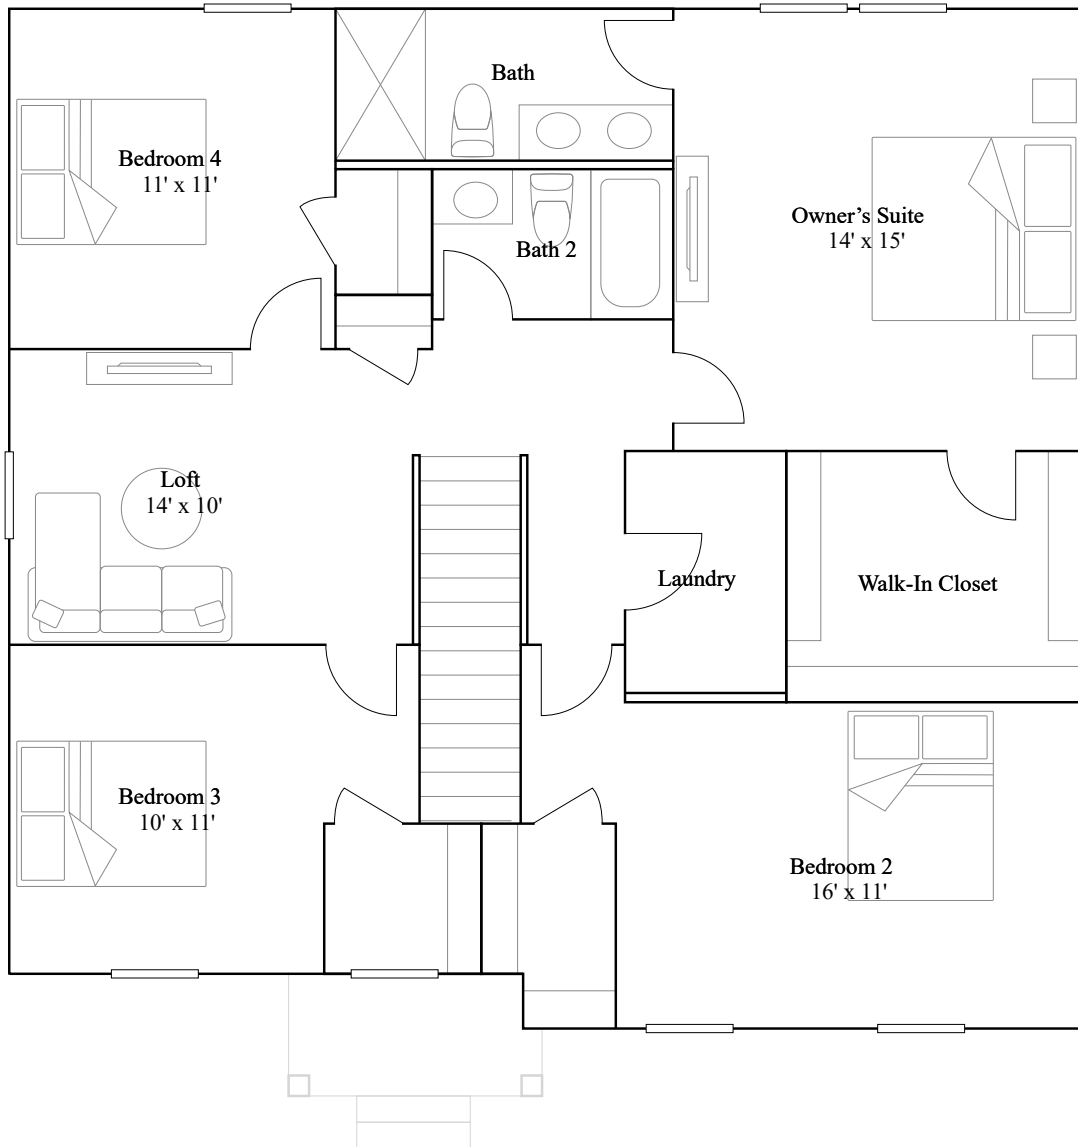 Bath
Bedroom 4
11' x 11'
Owner’s Suite
14' x 15'
Bath 2
Loft
14' x 10'
Laundry
Walk-In Closet
Bedroom 3
10' x 11'
Bedroom 2
16' x 11'